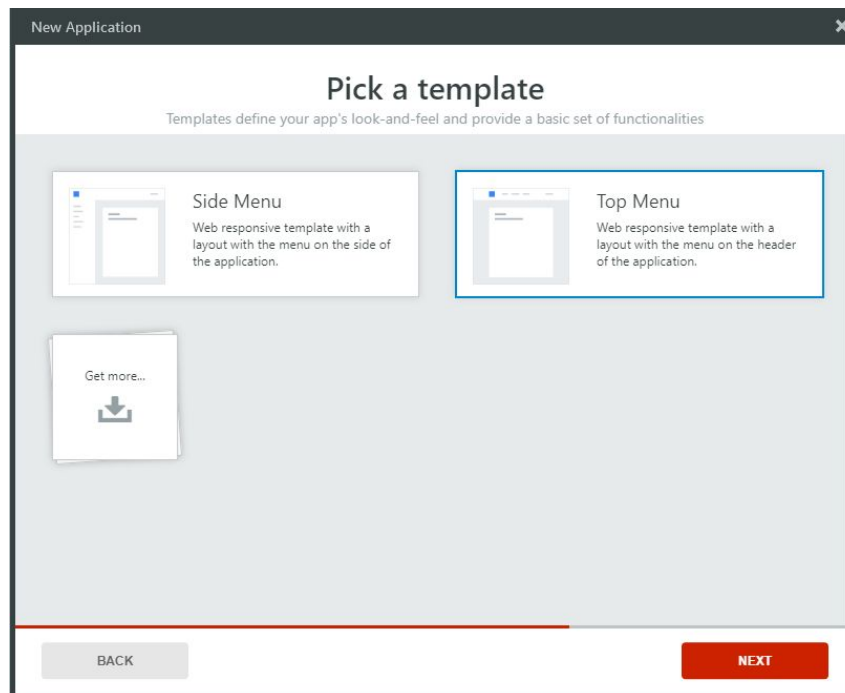 New Application
Pick a template
Templates define your app's look-and-feel and provide a basic set of functionalities
Side Menu
Web responsive template with a
layout with the menu on the side of
the application.
Top Menu
Web responsive template with a
layout with the menu on the header
of the application.
Get more...
BACK
NEXT